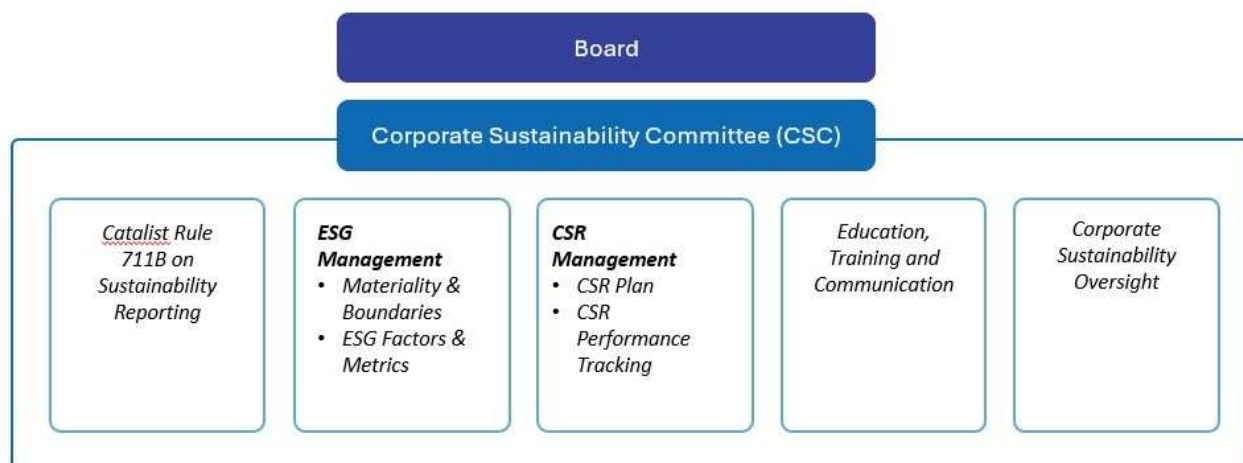 Board
Corporate Sustainability Committee (CSC)
Catalist Rule
711B on
Sustainability
Reporting
ESG
Management
• Materiality &
Boundaries
• ESG Factors &
Metrics
CSR
Management
• CSR Plan
• CSR
Performance
Tracking
Education,
Training and
Communication
Corporate
Sustainability
Oversight